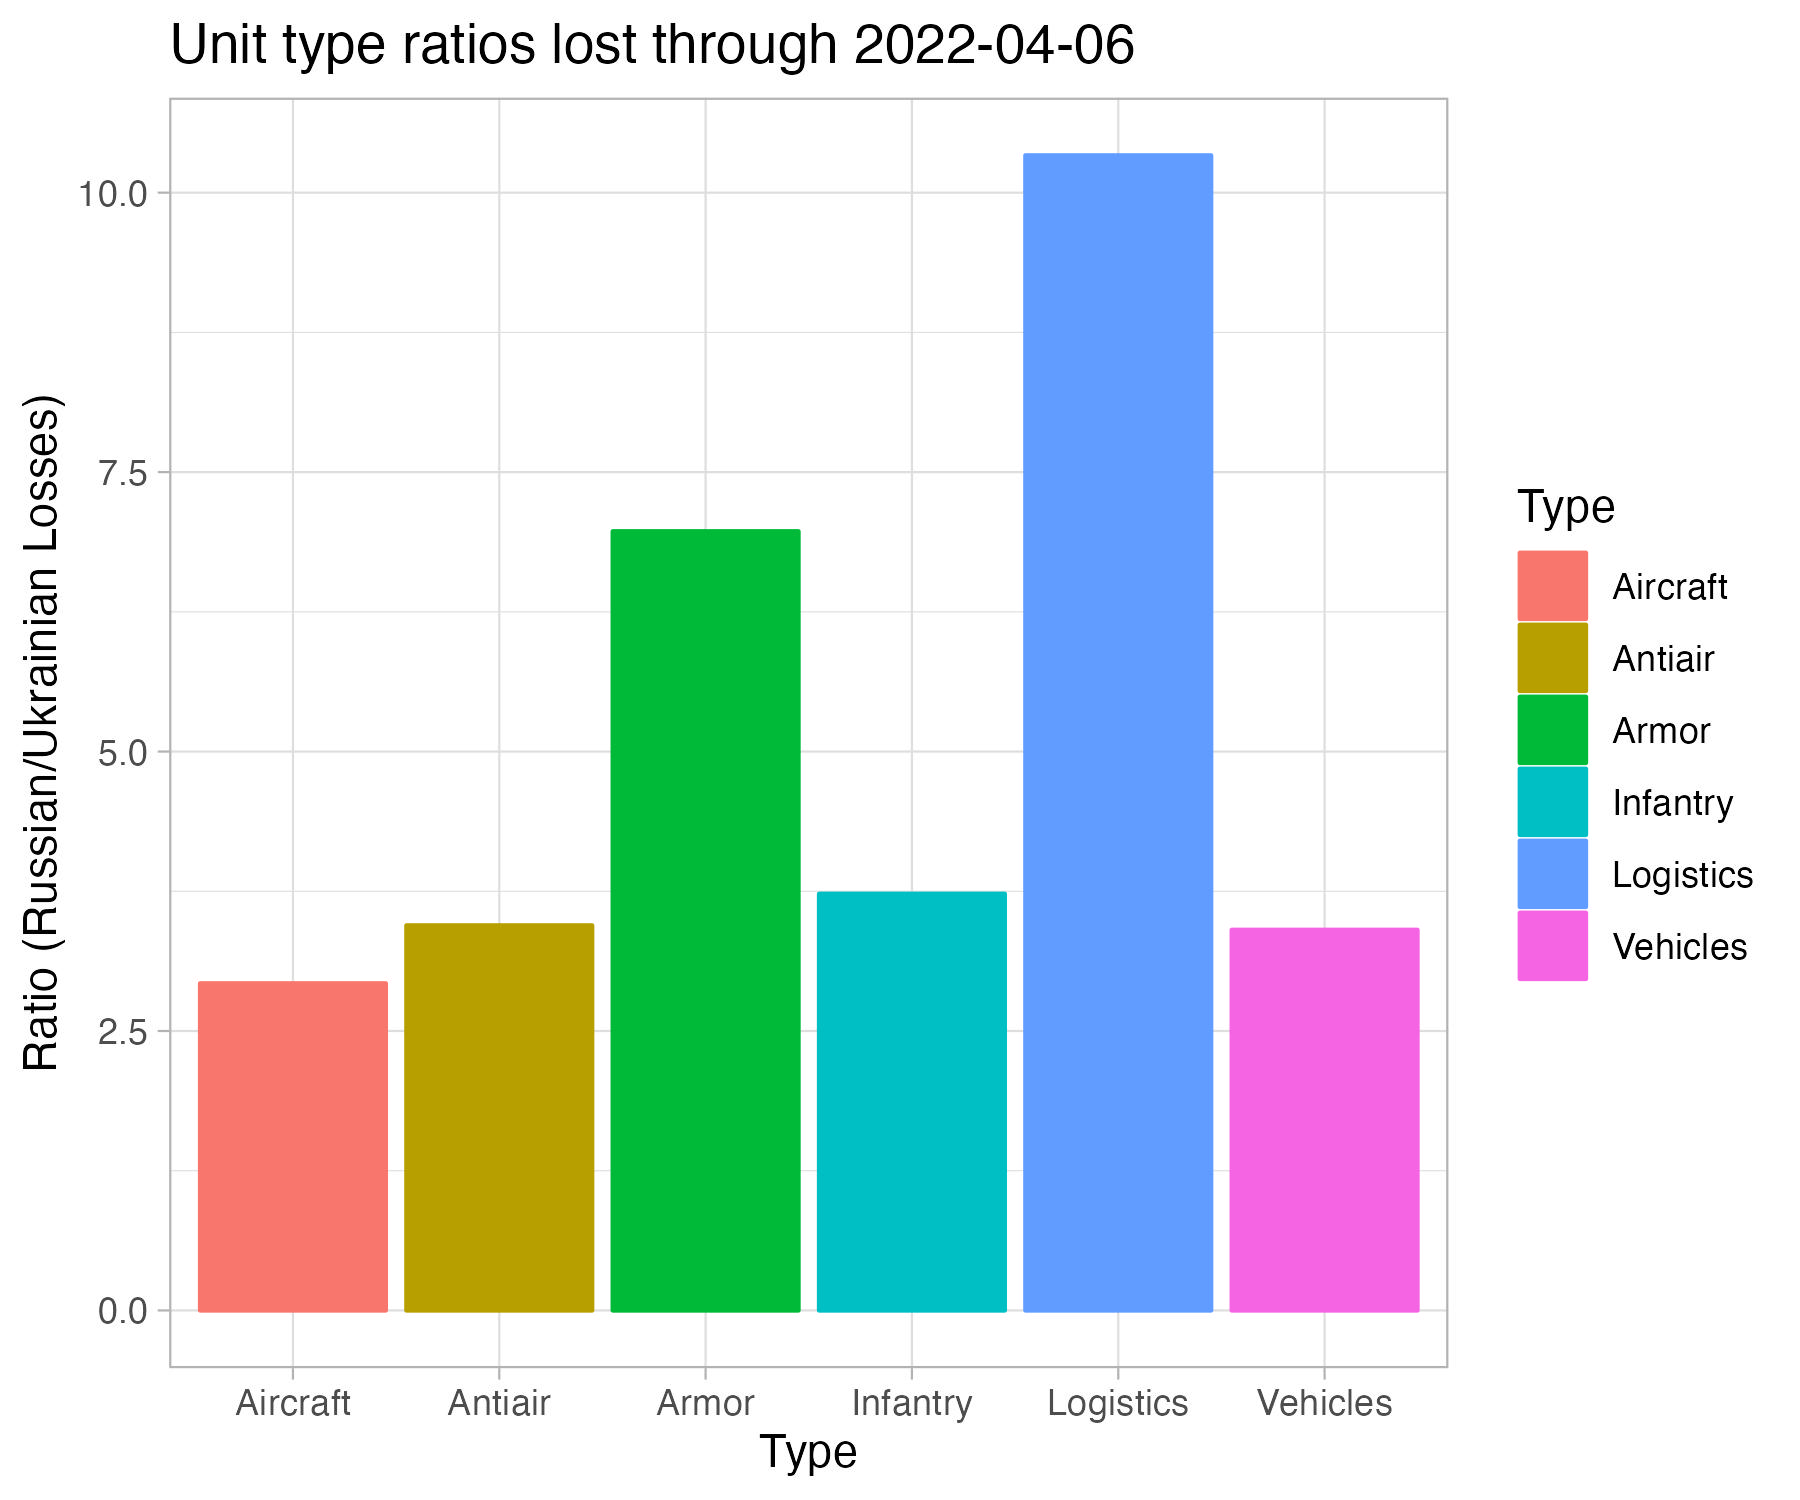 Unit type ratios lost through 2022-04-06
Ratio (Russian/Ukrainian Losses)
10.0
7.5
5.0
2.5
0.0
Aircraft
Antiair
Armor
Infantry
Logistics
Vehicles
Type
Type
Aircraft
Antiair
Armor
Infantry
Logistics
Vehicles